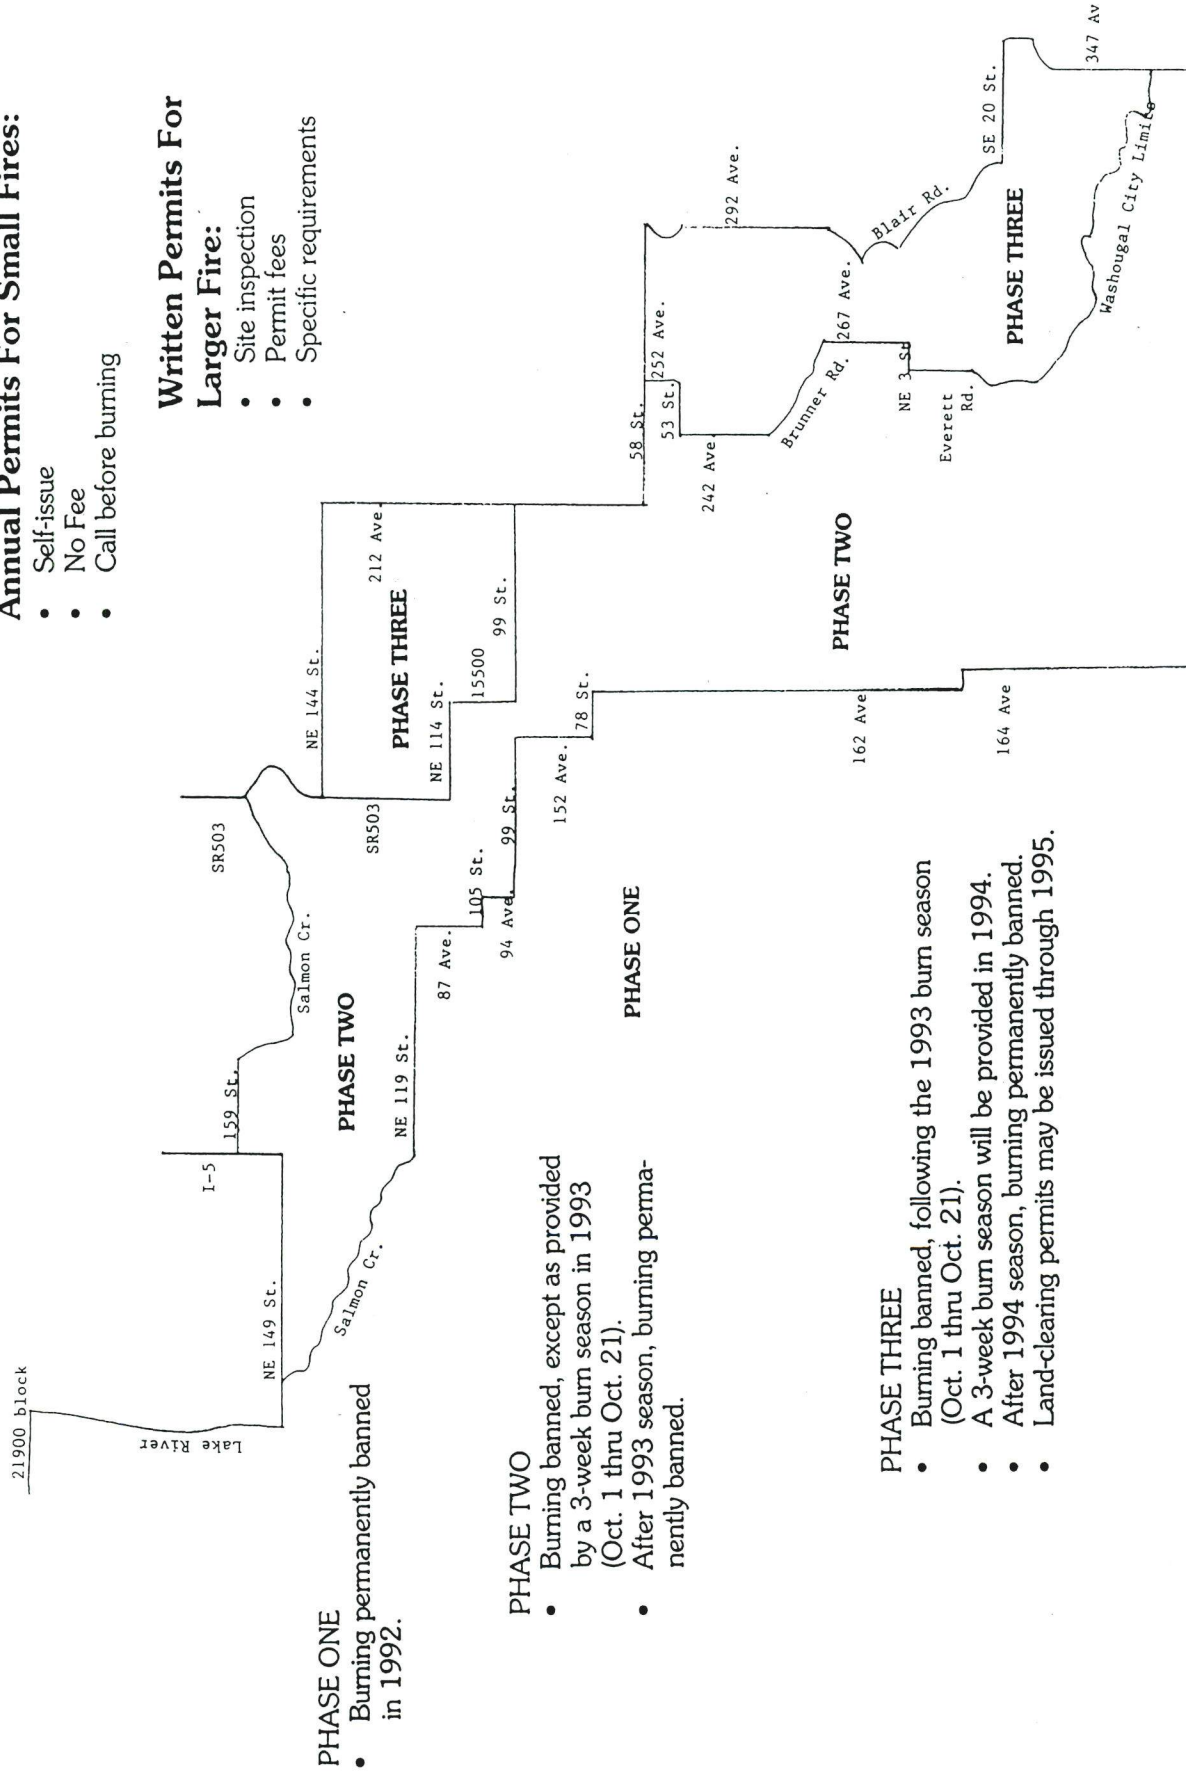 Annual Permits For Small Fires:
• Self-issue
• No Fee
• Call before burning
Written Permits For
Larger Fire:
• Site inspection
• Permit fees
• Specific requirements
21900 block
Lake River
NE 149 St.
I-5
159 St.
Salmon Cr.
SR503
Salmon Cr.
PHASE TWO
NE 119 St.
87 Ave.
105 St.
94 Ave.
99 St.
152 Ave.
78 St.
SR503
NE 144 St.
PHASE THREE
212 Ave.
NE 114 St.
15500
99 St.
58 St.
252 Ave.
53 St.
242 Ave.
Brunner Rd.
267 Ave.
NE 3 St
Everett
Rd.
292 Ave.
Blair Rd.
SE 20 St.
347 Av
PHASE THREE
Washougal City Limits
PHASE TWO
162 Ave
164 Ave
PHASE ONE
PHASE ONE
• Burning permanently banned
in 1992.
PHASE TWO
• Burning banned, except as provided
by a 3-week burn season in 1993
(Oct. 1 thru Oct. 21).
• After 1993 season, burning perma-
nently banned.
PHASE THREE
• Burning banned, following the 1993 burn season
(Oct. 1 thru Oct. 21).
• A 3-week burn season will be provided in 1994.
• After 1994 season, burning permanently banned.
• Land-clearing permits may be issued through 1995.